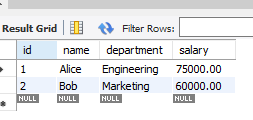 Result Grid Filter Rows:
id name department salary
1 Alice Engineering 75000.00
2 Bob Marketing 60000.00
NULL NULL NULL NULL